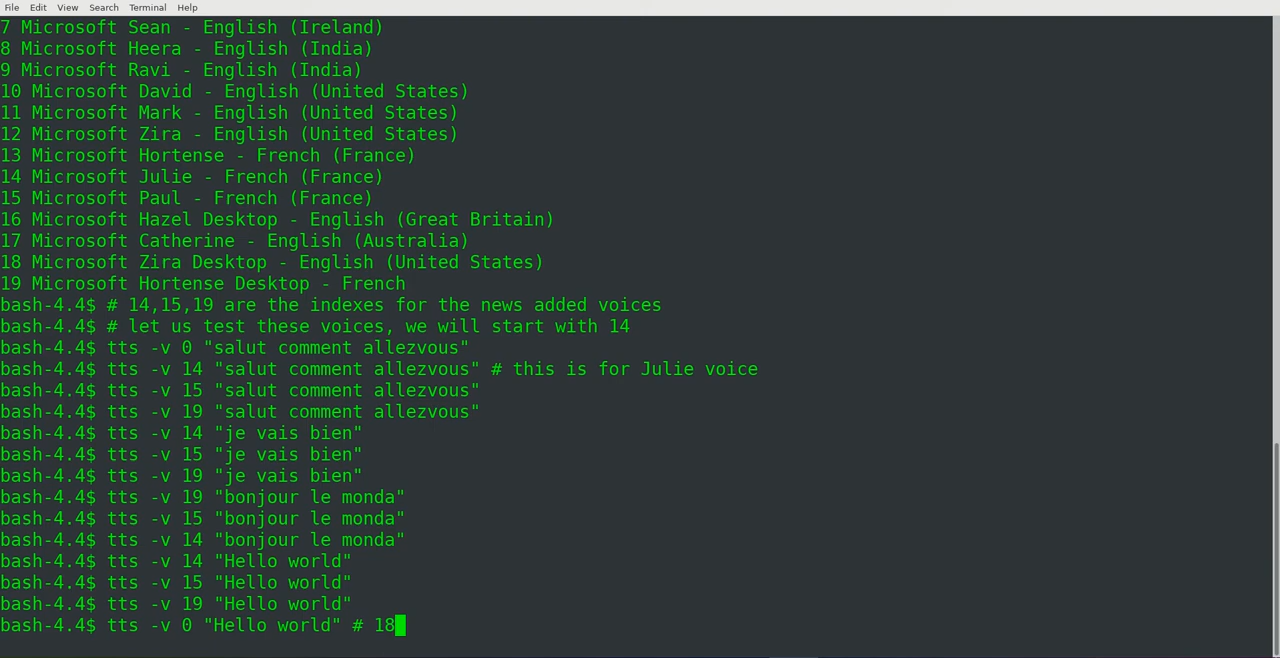 File Edit View Search Terminal Help
7 Microsoft Sean - English (Ireland)
8 Microsoft Heera - English (India)
9 Microsoft Ravi - English (India)
10 Microsoft David - English (United States)
11 Microsoft Mark - English (United States)
12 Microsoft Zira - English (United States)
13 Microsoft Hortense - French (France)
14 Microsoft Julie - French (France)
15 Microsoft Paul - French (France)
16 Microsoft Hazel Desktop - English (Great Britain)
17 Microsoft Catherine - English (Australia)
18 Microsoft Zira Desktop - English (United States)
19 Microsoft Hortense Desktop - French
bash-4.4$ # 14,15,19 are the indexes for the news added voices
bash-4.4$ # let us test these voices, we will start with 14
bash-4.4$ tts -v 0 "salut comment allezvous"
bash-4.4$ tts -v 14 "salut comment allezvous" # this is for Julie voice
bash-4.4$ tts -v 15 "salut comment allezvous"
bash-4.4$ tts -v 19 "salut comment allezvous"
bash-4.4$ tts -v 14 "je vais bien"
bash-4.4$ tts -v 15 "je vais bien"
bash-4.4$ tts -v 19 "je vais bien"
bash-4.4$ tts -v 19 "bonjour le monda"
bash-4.4$ tts -v 15 "bonjour le monda"
bash-4.4$ tts -v 14 "bonjour le monda"
bash-4.4$ tts -v 14 "Hello world"
bash-4.4$ tts -v 15 "Hello world"
bash-4.4$ tts -v 19 "Hello world"
bash-4.4$ tts -v 0 "Hello world" # 18